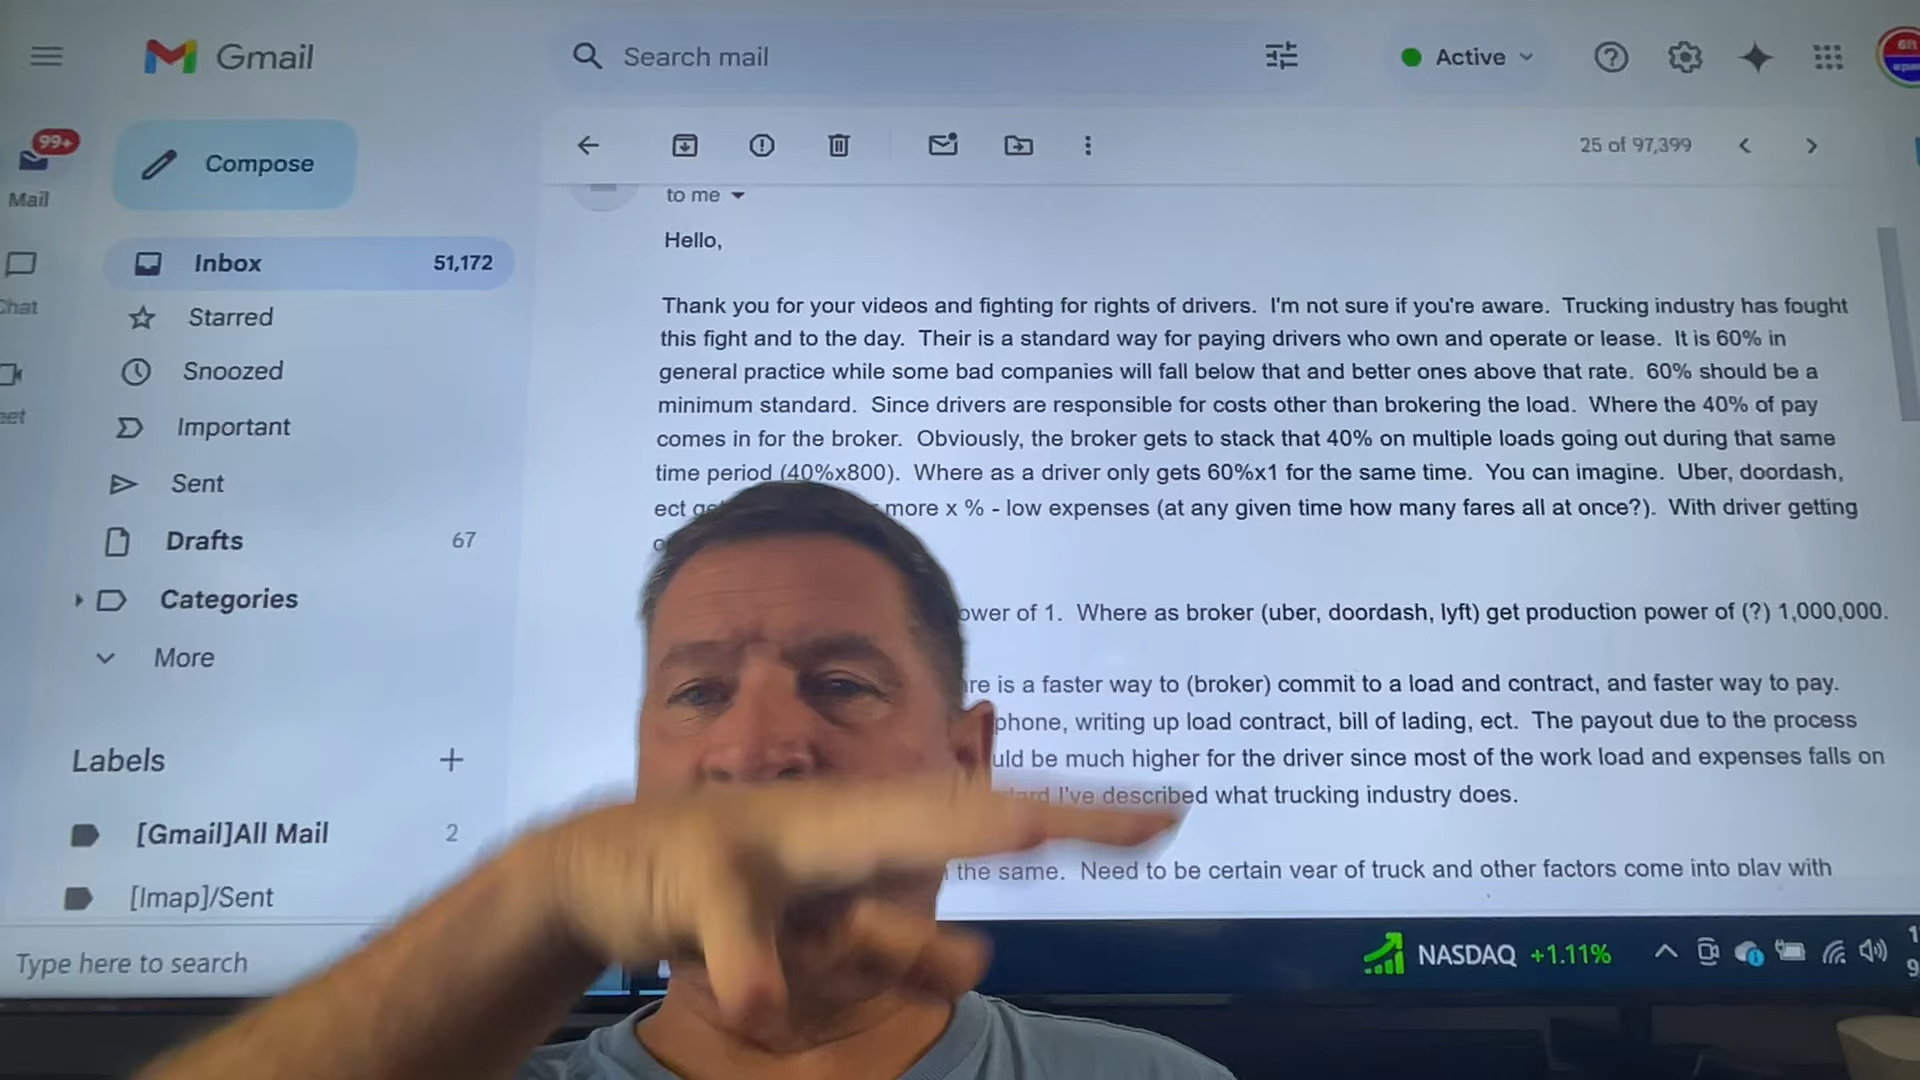 Gmail
Search mail
Active
99+
Mail
Compose
25 of 97,399
to me
Inbox 51,172
Hello,
Chat
Starred
Thank you for your videos and fighting for rights of drivers. I'm not sure if you're aware. Trucking industry has fought
this fight and to the day. Their is a standard way for paying drivers who own and operate or lease. It is 60% in
Snoozed
general practice while some bad companies will fall below that and better ones above that rate. 60% should be a
minimum standard. Since drivers are responsible for costs other than brokering the load. Where the 40% of pay
Important
comes in for the broker. Obviously, the broker gets to stack that 40% on multiple loads going out during that same
time period (40%x800). Where as a driver only gets 60%x1 for the same time. You can imagine. Uber, doordash,
Sent
ect more x % - low expenses (at any given time how many fares all at once?). With driver getting
Drafts 67
Categories
ower of 1. Where as broker (uber, doordash, lyft) get production power of (?) 1,000,000.
More
re is a faster way to (broker) commit to a load and contract, and faster way to pay.
phone, writing up load contract, bill of lading, ect. The payout due to the process
Labels
uld be much higher for the driver since most of the work load and expenses falls on
I've described what trucking industry does.
[Gmail]All Mail 2
the same. Need to be certain year of truck and other factors come into play with
[Imap]/Sent
Type here to search
NASDAQ +1.11%